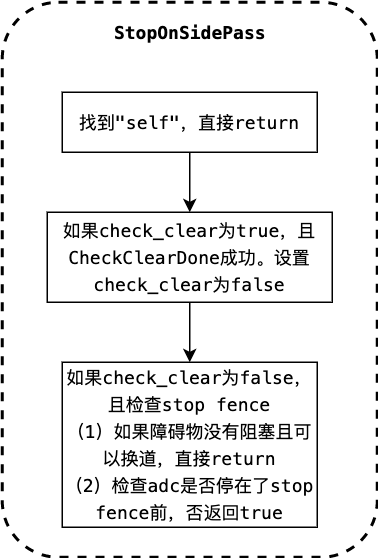 StopOnSidePass
找到"self"，直接return
如果check_clear为true，且
CheckClearDone成功。设置
check_clear为false
如果check_clear为false，
且检查stop fence
（1）如果障碍物没有阻塞且可
以换道，直接return
（2）检查adc是否停在了stop
fence前，否返回true